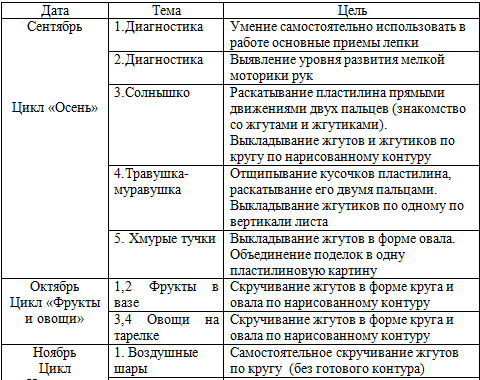 Дата Тема Цель
Сентябрь 1.Диагностика Умение самостоятельно использовать в
работе основные приемы лепки
2.Диагностика Выявление уровня развития мелкой
моторики рук
Цикл «Осень» 3.Солнышко Раскатывание пластилина прямыми
движениями двух пальцев (знакомство
со жгутами и жгутиками).
Выкладывание жгутов и жгутиков по
кругу по нарисованному контуру
4.Травушка- Отщипывание кусочков пластилина,
муравушка раскатывание его двумя пальцами.
Выкладывание жгутиков по одному по
вертикали листа
5. Хмурые тучки Выкладывание жгутов в форме овала.
Объединение поделок в одну
пластилиновую картину
Октябрь 1,2 Фрукты в Скручивание жгутов в форме круга и
Цикл «Фрукты вазе овала по нарисованному контуру
и овощи» 3,4 Овощи на Скручивание жгутов в форме круга и
тарелке овала по нарисованному контуру
Ноябрь 1. Воздушные Самостоятельное скручивание жгутов
Цикл шары по кругу (без готового контура)